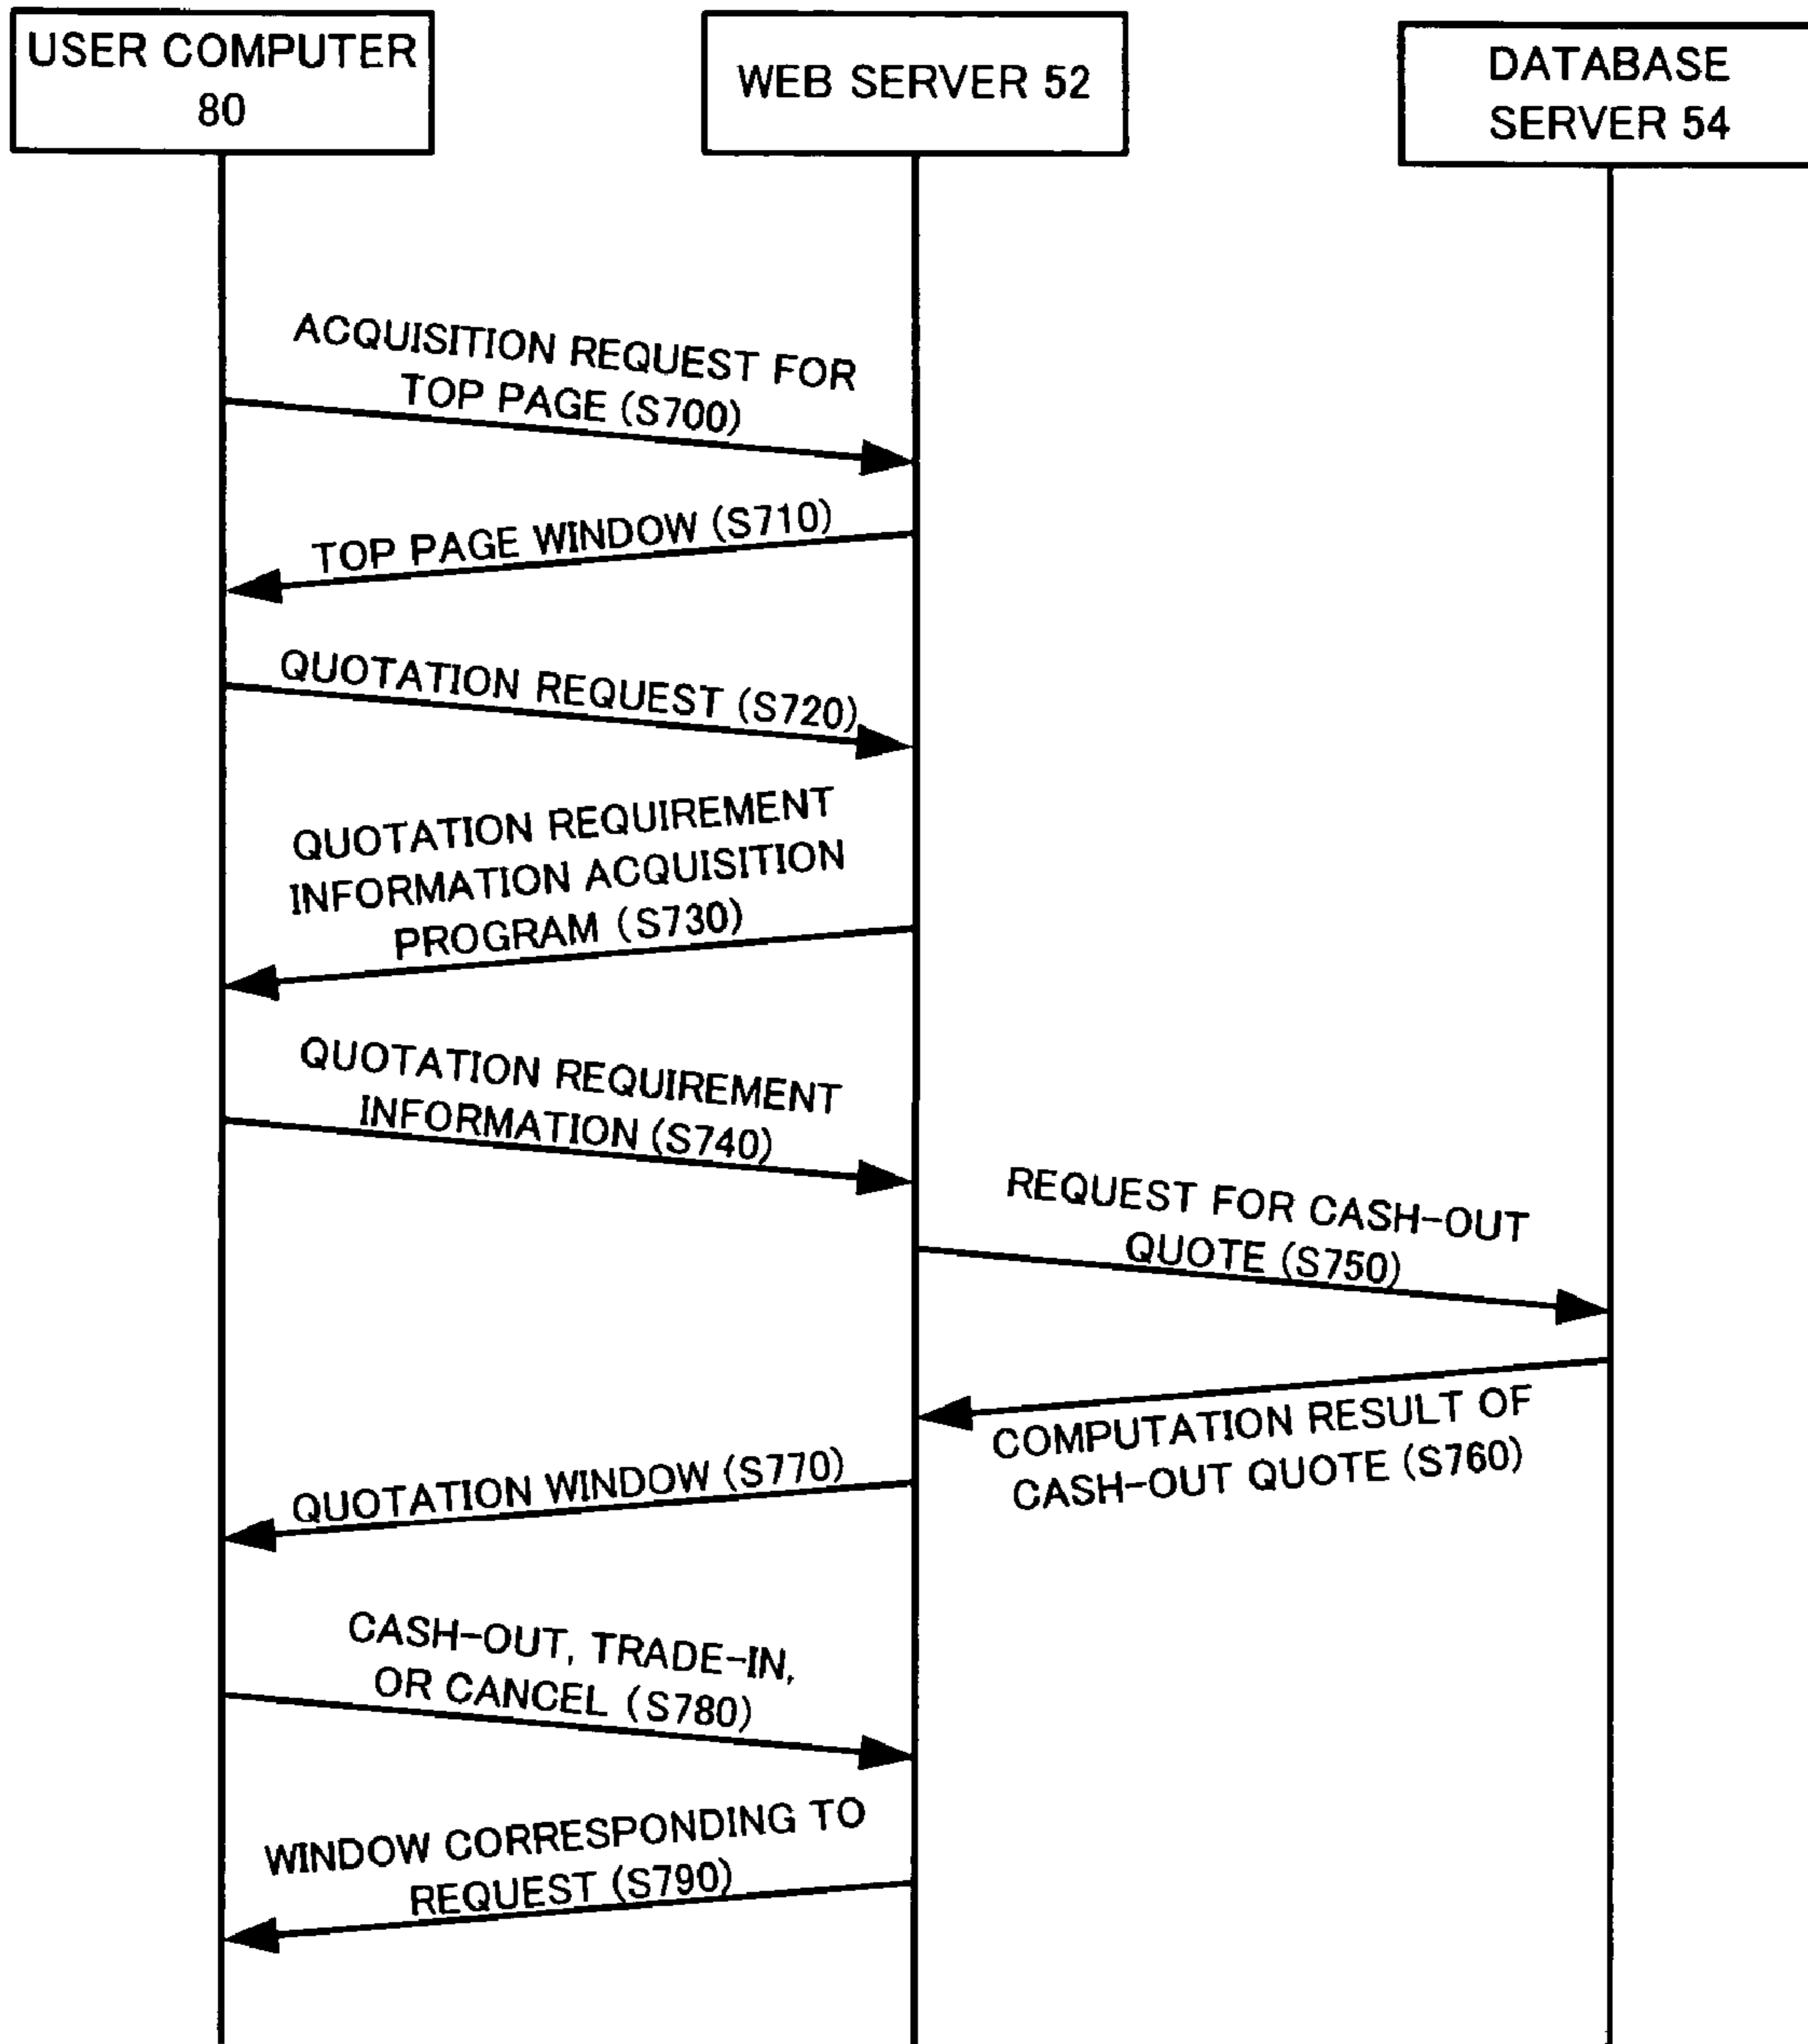 USER COMPUTER
80
WEB SERVER 52
DATABASE
SERVER 54
ACQUISITION REQUEST FOR
TOP PAGE (S700)
TOP PAGE WINDOW (S710)
QUOTATION REQUEST (S720)
QUOTATION REQUIREMENT
INFORMATION ACQUISITION
PROGRAM (S730)
QUOTATION REQUIREMENT
INFORMATION (S740)
REQUEST FOR CASH-OUT
QUOTE (S750)
COMPUTATION RESULT OF
CASH-OUT QUOTE (S760)
QUOTATION WINDOW (S770)
CASH-OUT, TRADE-IN,
OR CANCEL (S780)
WINDOW CORRESPONDING TO
REQUEST (S790)